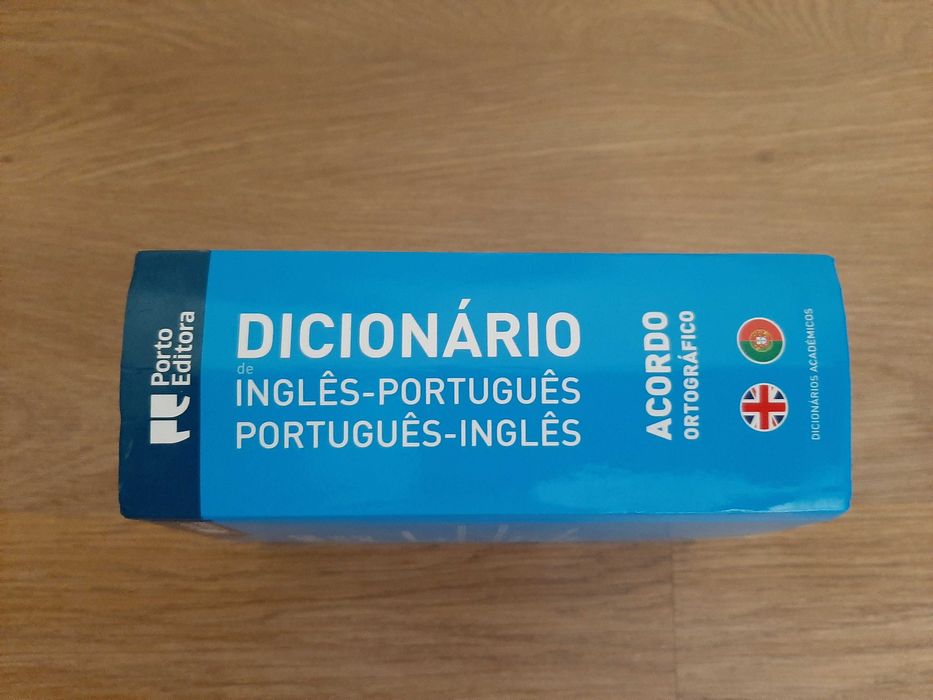 Porto
Editora
DICIONÁRIO
de
INGLÊS-PORTUGUÊS
PORTUGUÊS-INGLÊS
ACORDO
ORTOGRÁFICO
DICIONÁRIOS ACADÉMICOS